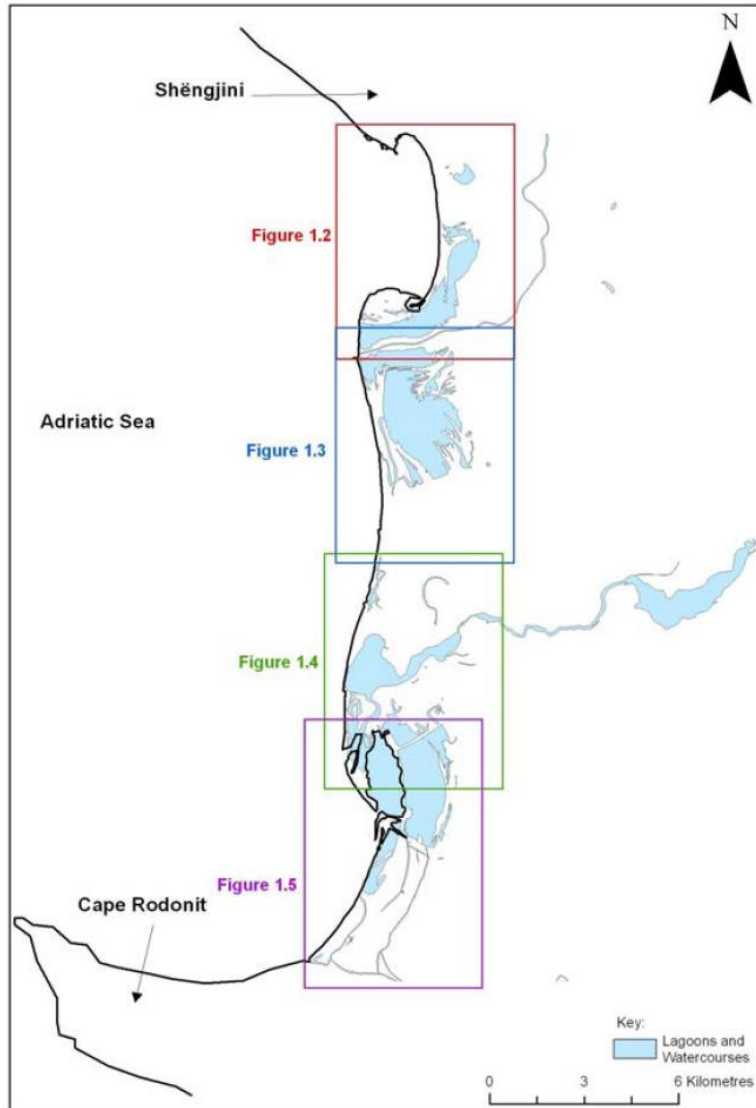 N
Shëngjini
Figure 1.2
Adriatic Sea
Figure 1.3
Figure 1.4
Figure 1.5
Cape Rodonit
Key:
Lagoons and
Watercourses
0 3 6 Kilometres